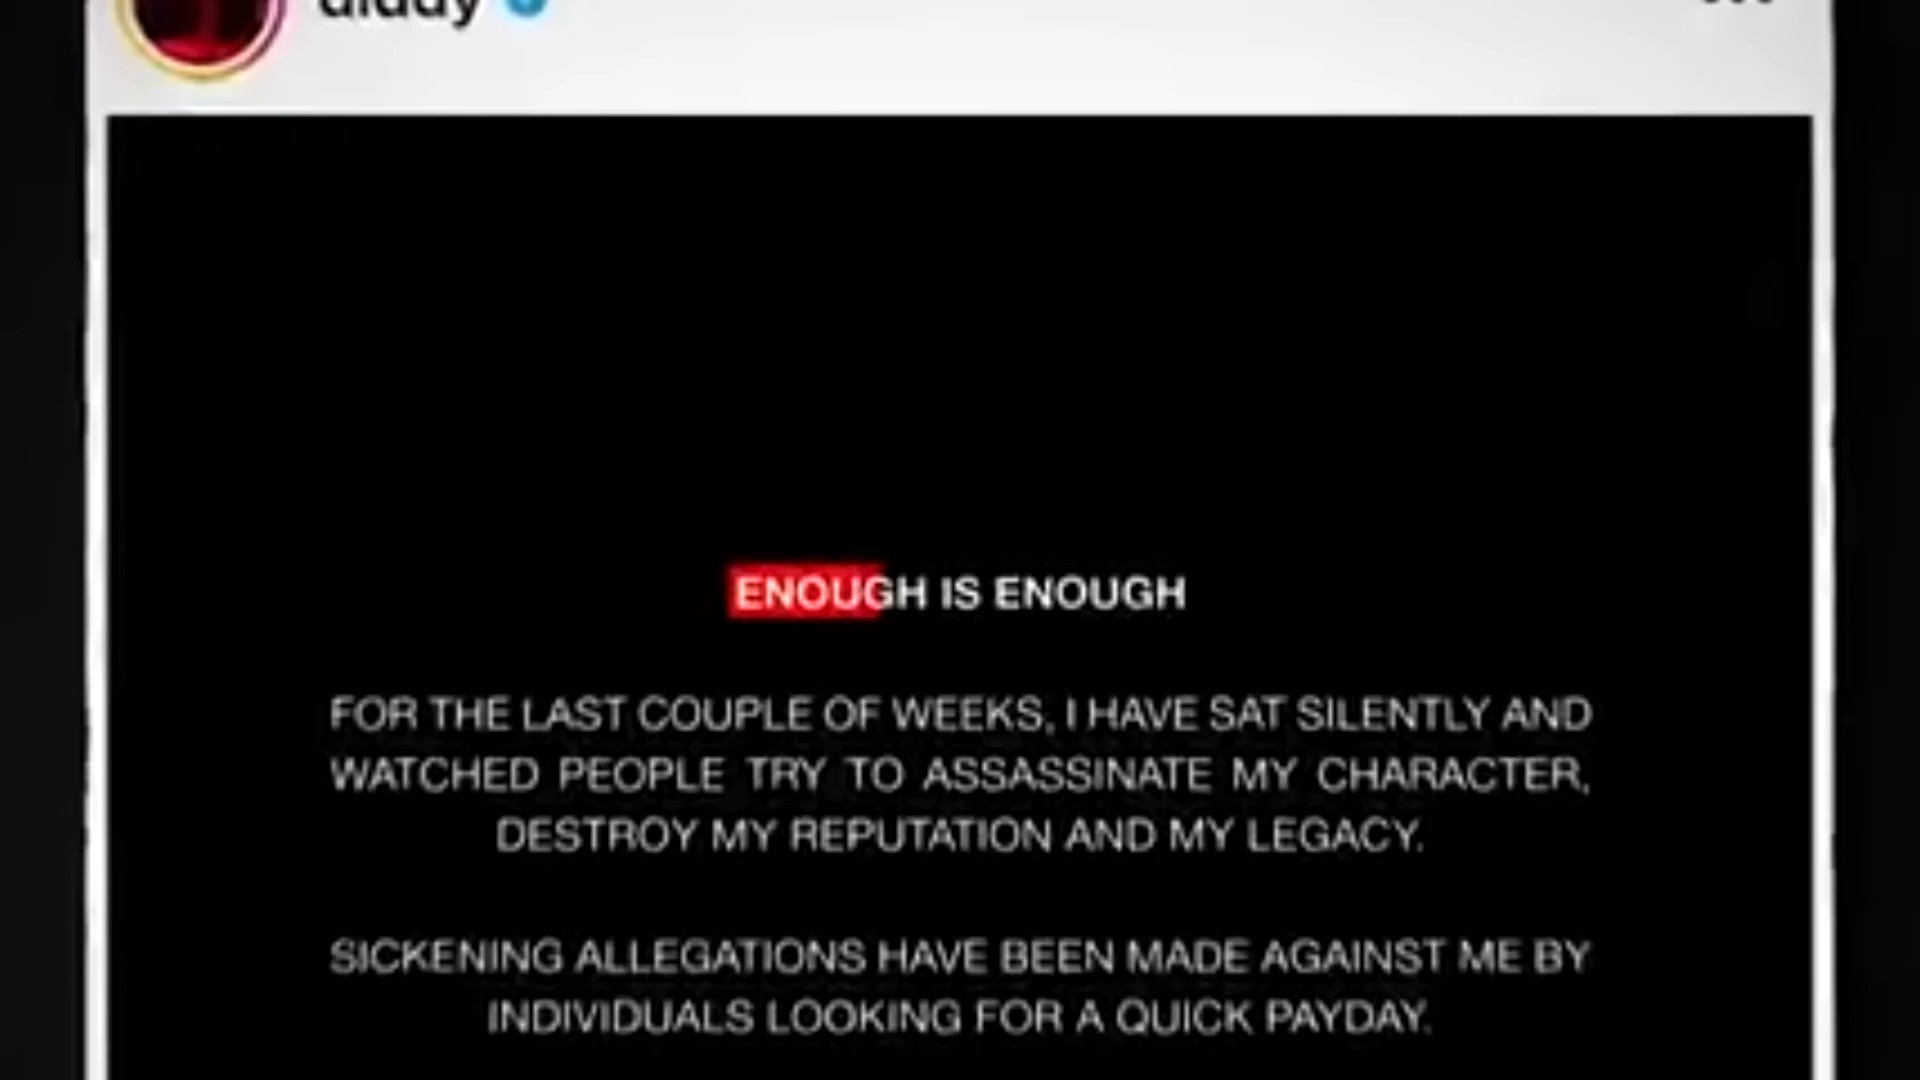 diddy
ENOUGH IS ENOUGH
FOR THE LAST COUPLE OF WEEKS, I HAVE SAT SILENTLY AND
WATCHED PEOPLE TRY TO ASSASSINATE MY CHARACTER,
DESTROY MY REPUTATION AND MY LEGACY.
SICKENING ALLEGATIONS HAVE BEEN MADE AGAINST ME BY
INDIVIDUALS LOOKING FOR A QUICK PAYDAY.